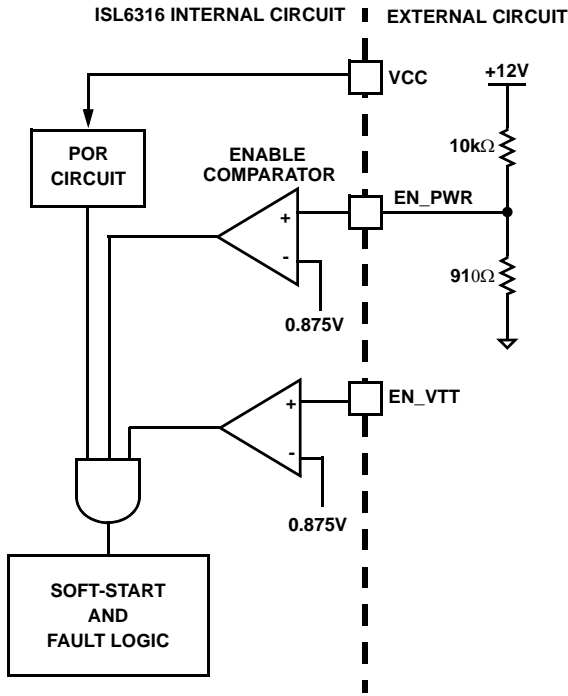 ISL6316 INTERNAL CIRCUIT
EXTERNAL CIRCUIT
VCC
+12V
10kΩ
POR
CIRCUIT
ENABLE
COMPARATOR
+
-
EN_PWR
910Ω
0.875V
EN_VTT
+
-
0.875V
SOFT-START
AND
FAULT LOGIC